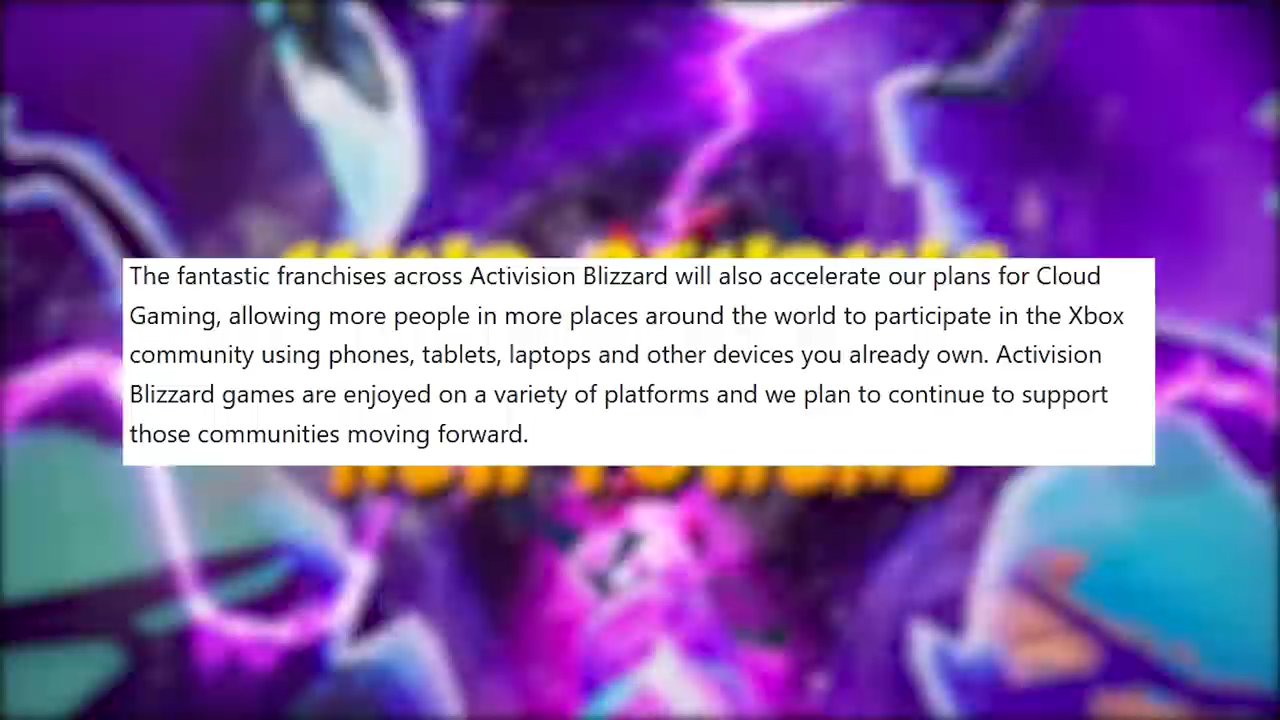 The fantastic franchises across Activision Blizzard will also accelerate our plans for Cloud
Gaming, allowing more people in more places around the world to participate in the Xbox
community using phones, tablets, laptops and other devices you already own. Activision
Blizzard games are enjoyed on a variety of platforms and we plan to continue to support
those communities moving forward.